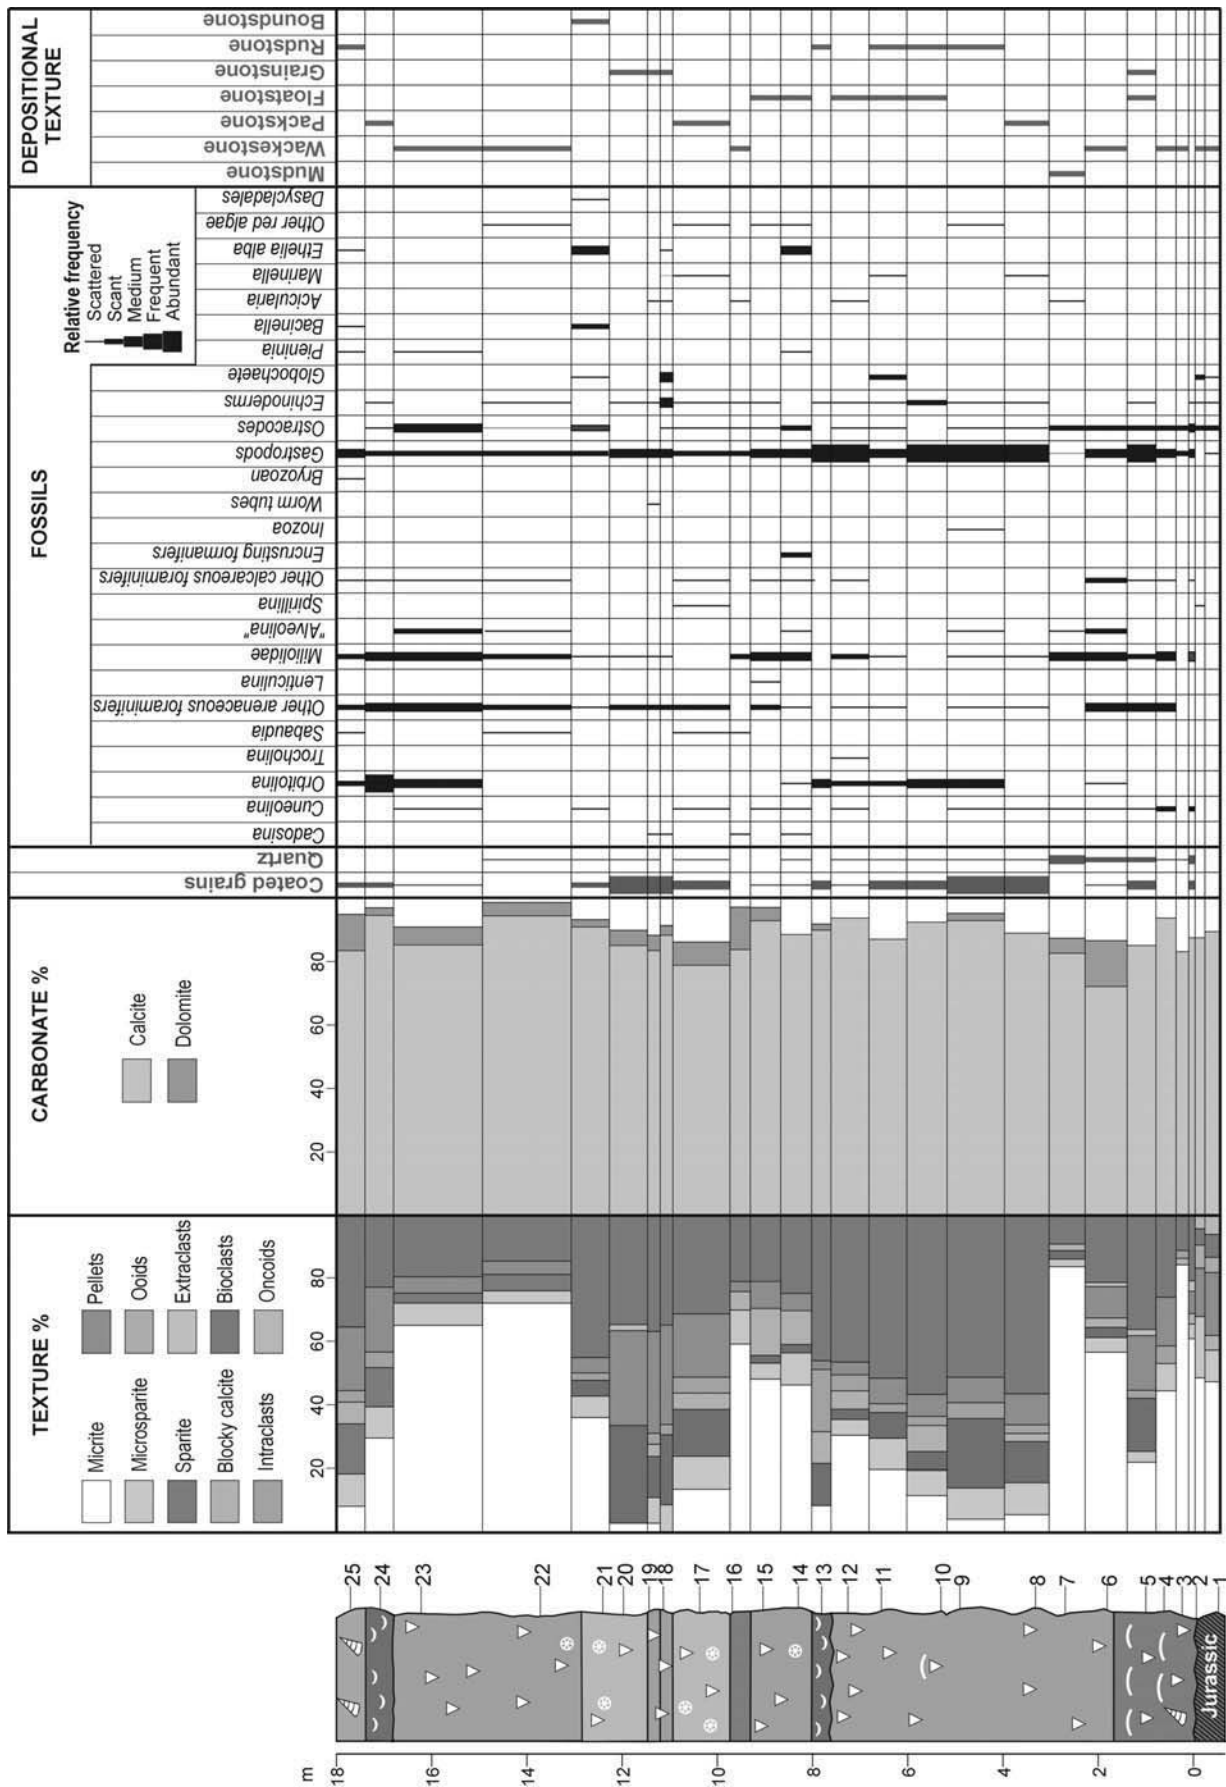 DEPOSITIONAL
TEXTURE
Boundstone
Rudstone
Grainstone
Floatstone
Packstone
Wackestone
Mudstone
FOSSILS
Relative frequency
Scattered
Scant
Medium
Frequent
Abundant
Dasycladales
Other red algae
Ethelia alba
Marinella
Acicularia
Bacinella
Pieninia
Globochaete
Echinoderms
Ostracodes
Gastropods
Bryozoan
Worm tubes
Inozoa
Encrusting formanifers
Other calcareous foraminifers
Spirillina
"Alveolina"
Miliolidae
Lenticulina
Other arenaceous foraminifers
Sabaudia
Trocholina
Orbitolina
Cuneolina
Cadosina
Quartz
Coated grains
CARBONATE %
Calcite
Dolomite
80
60
40
20
TEXTURE %
Micrite
Microsparite
Sparite
Blocky calcite
Intraclasts
Pellets
Ooids
Extraclasts
Bioclasts
Oncoids
80
60
40
20
25
24
23
22
21
20
19
18
17
16
15
14
13
12
11
10
9
8
7
6
5
4
3
2
1
Jurassic
m
18
16
14
12
10
8
6
4
2
0